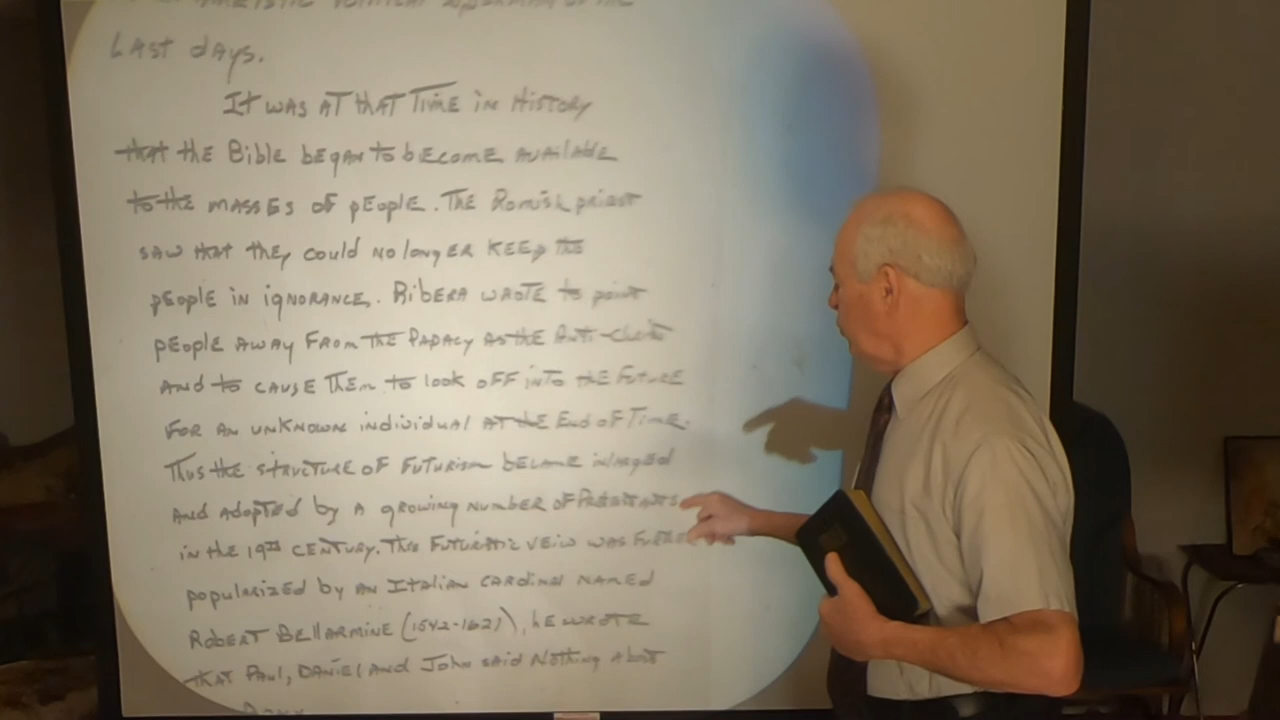 Last days.
It was at that Time in History
that the Bible began to become available
to the masses of people. The Romish priest
saw that they could no longer keep the
people in ignorance. Ribera wrote to point
people away from the Papacy as the Anti-Christ
and to cause them to look off into the future
for an unknown individual at the End of Time.
Thus the structure of Futurism became inlarged
and adopted by a growing number of Protestants
in the 19th Century. This Futuristic veiw was
popularized by an Italian Cardinal named
Robert Bellarmine (1542-1621), he wrote
that Paul, Daniel and John said nothing about